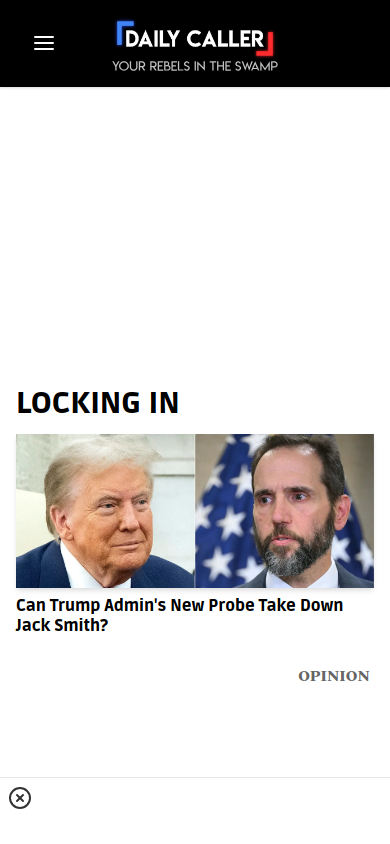 DAILY CALLER
YOUR REBELS IN THE SWAMP
LOCKING IN
Can Trump Admin's New Probe Take Down
Jack Smith?
OPINION